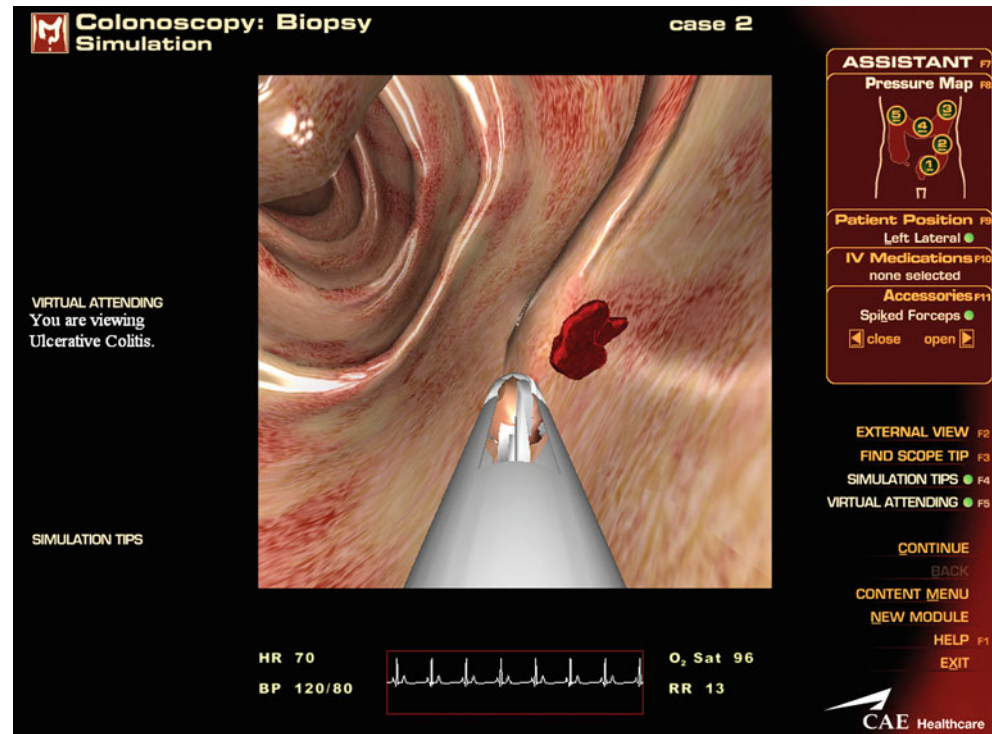 Colonoscopy: Biopsy
Simulation
case 2
VIRTUAL ATTENDING
You are viewing
Ulcerative Colitis.
SIMULATION TIPS
HR 70
BP 120/80
O₂ Sat 96
RR 13
ASSISTANT F7
Pressure Map F8
5
3
4
2
1
Patient Position F9
Left Lateral
IV Medications F10
none selected
Accessories F11
Spiked Forceps
close open
EXTERNAL VIEW F2
FIND SCOPE TIP F3
SIMULATION TIPS F4
VIRTUAL ATTENDING F5
CONTINUE
BACK
CONTENT MENU
NEW MODULE
HELP F1
EXIT
CAE Healthcare